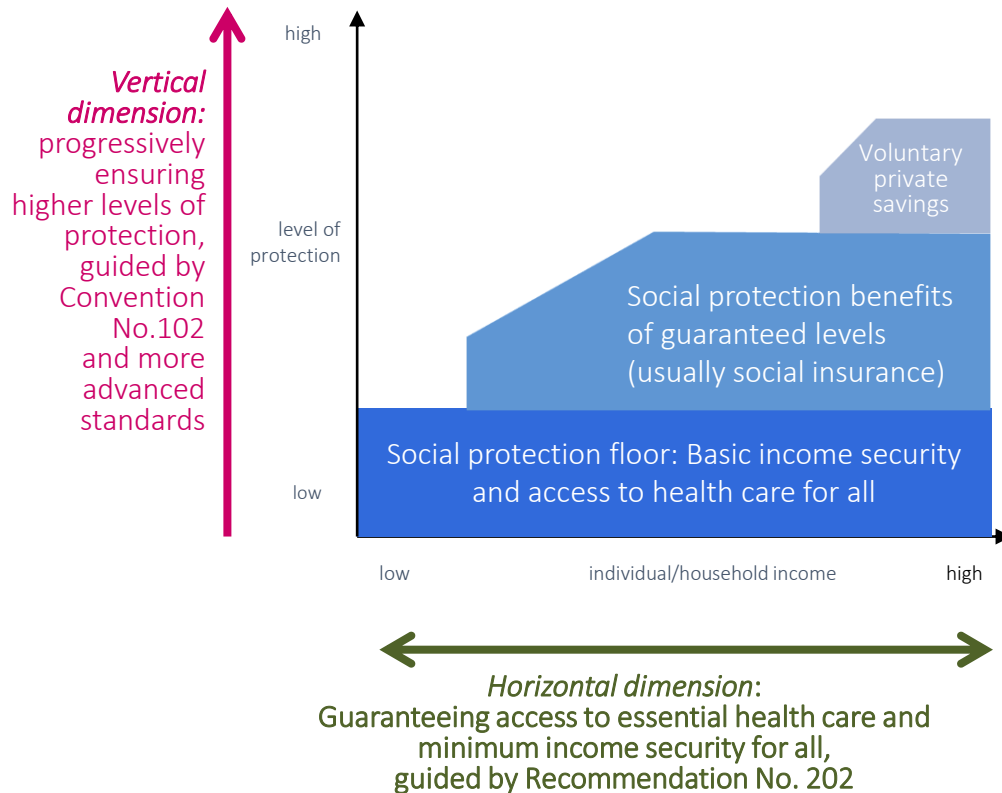 Vertical
dimension:
progressively
ensuring
higher levels of
protection,
guided by
Convention
No.102
and more
advanced
standards
high
level of
protection
low
Voluntary
private
savings
Social protection benefits
of guaranteed levels
(usually social insurance)
Social protection floor: Basic income security
and access to health care for all
low
individual/household income
high
Horizontal dimension:
Guaranteeing access to essential health care and
minimum income security for all,
guided by Recommendation No. 202